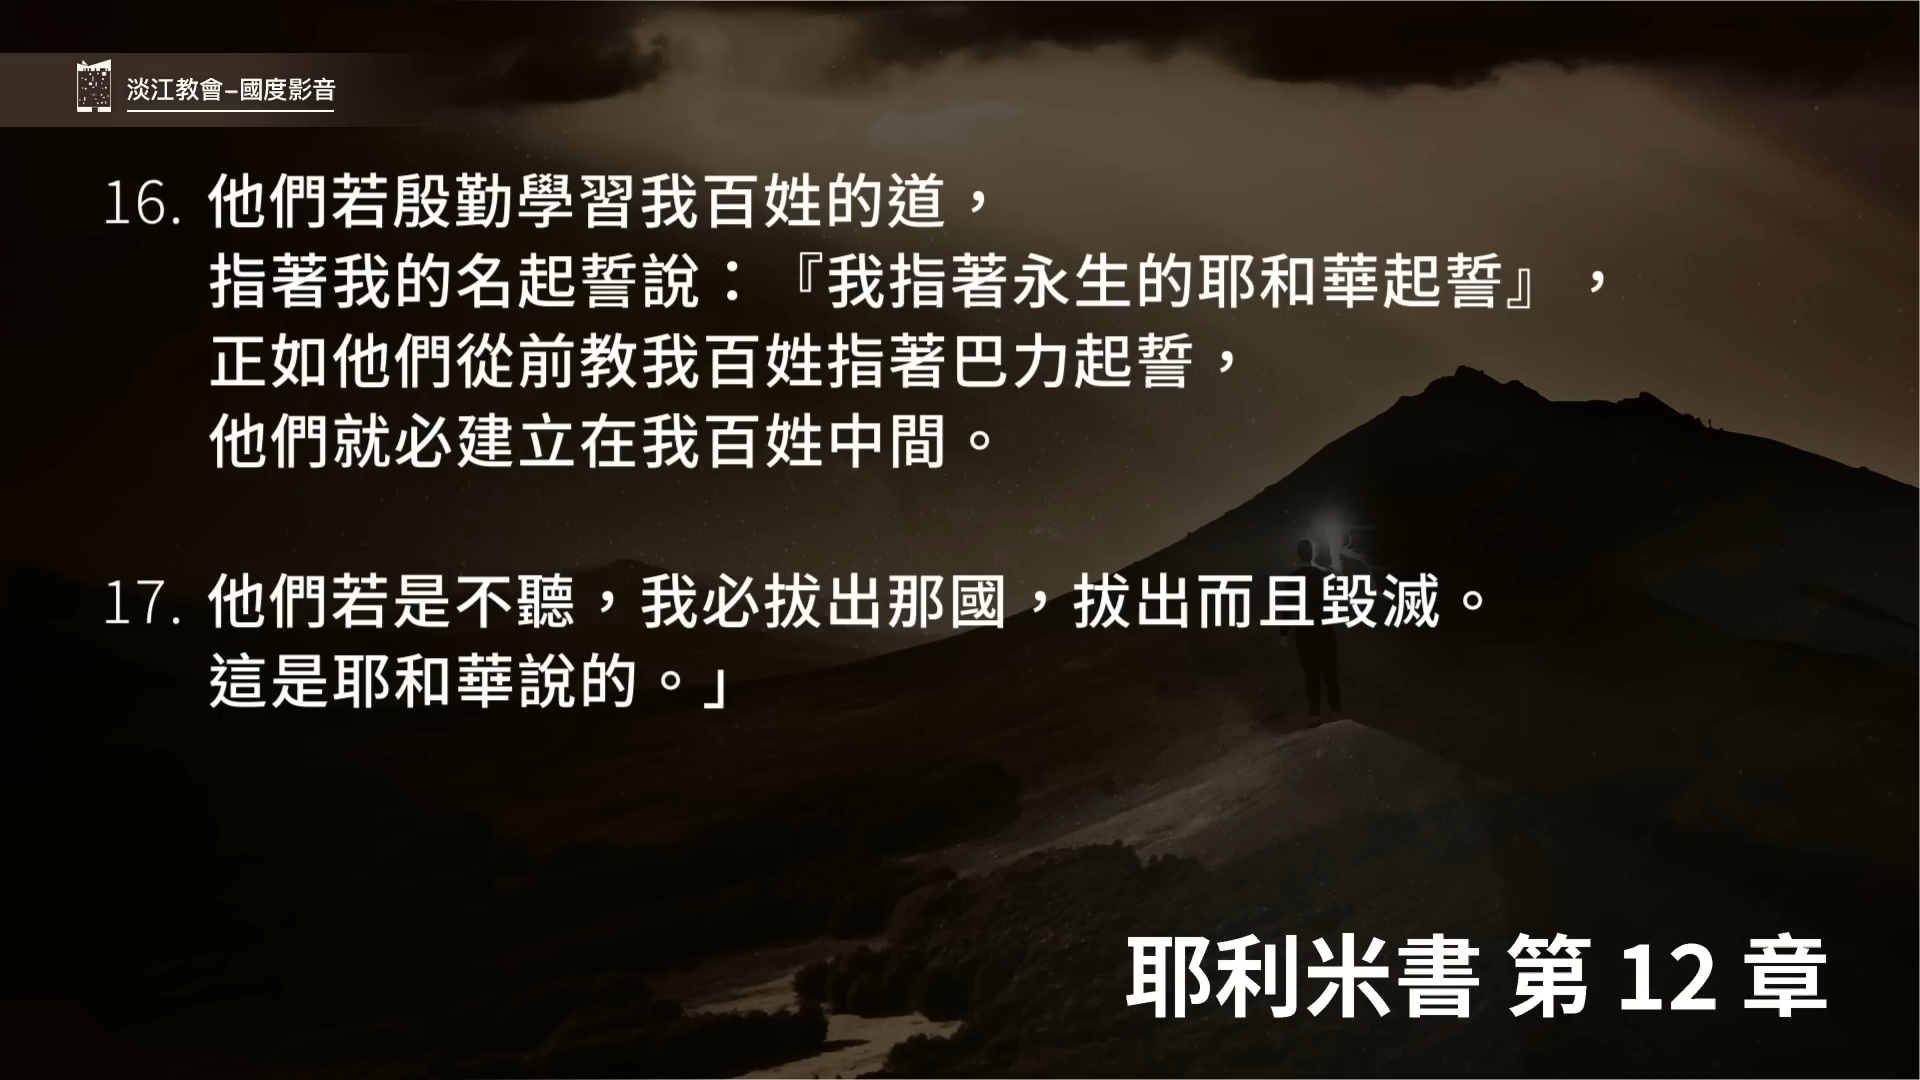 淡江教會–國度影音
16. 他們若殷勤學習我百姓的道，
指著我的名起誓說：『我指著永生的耶和華起誓』，
正如他們從前教我百姓指著巴力起誓，
他們就必建立在我百姓中間。
17. 他們若是不聽，我必拔出那國，拔出而且毀滅。
這是耶和華說的。」
耶利米書 第 12 章